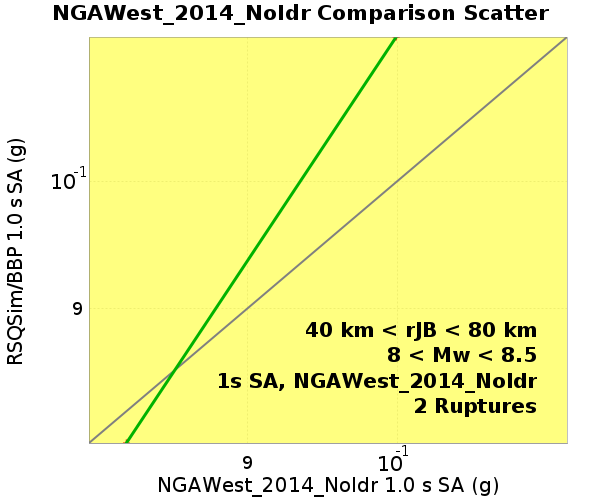 NGAWest_2014_NoIdr Comparison Scatter
RSQSim/BBP 1.0 s SA (g)
10-1
9
40 km < rJB < 80 km
8 < Mw < 8.5
1s SA, NGAWest_2014_NoIdr
2 Ruptures
9
10-1
NGAWest_2014_NoIdr 1.0 s SA (g)